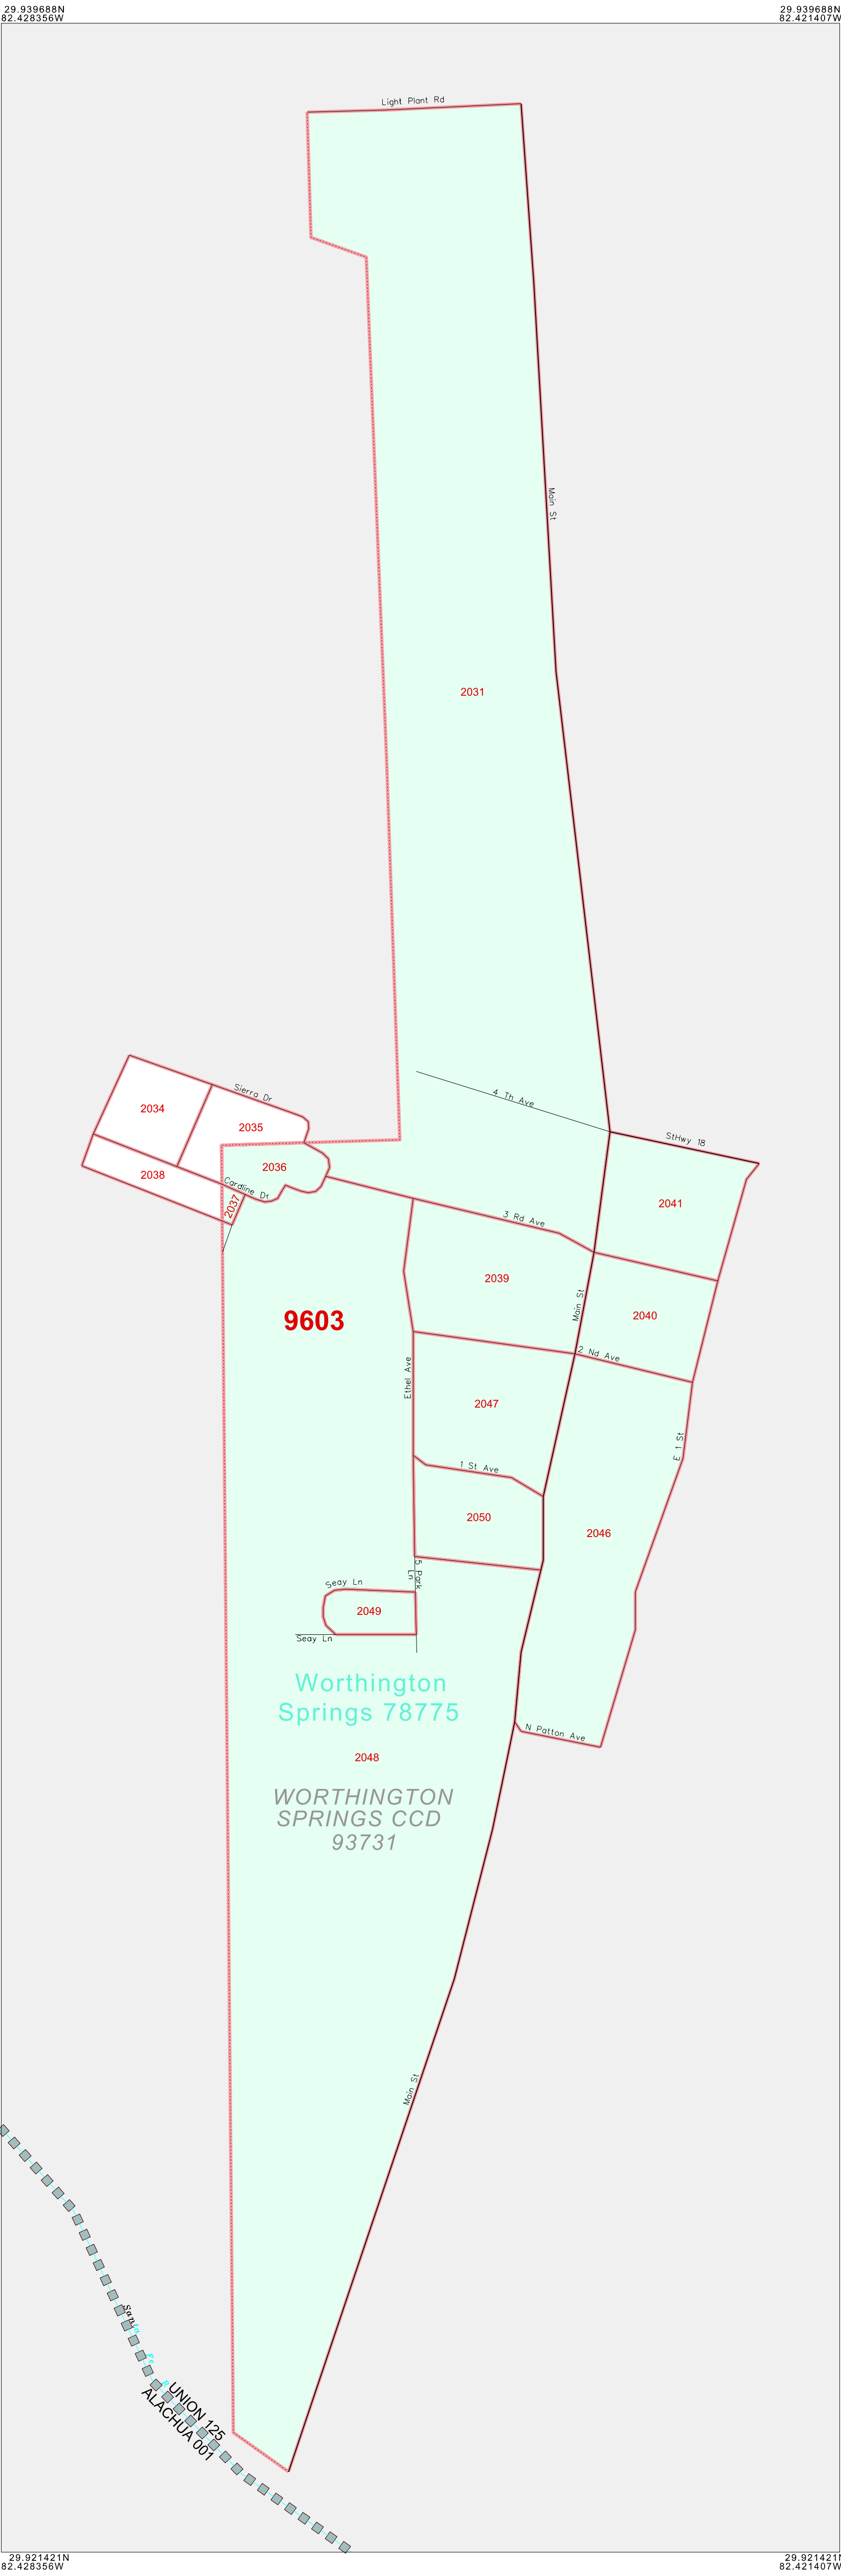 29.939688N
82.428356W
29.939688N
82.421407W
Light Plant Rd
Main St
2031
4 Th Ave
Sierra Dr
2034
2035
StHwy 18
2036
2038
Cardline Dr
2037
2041
3 Rd Ave
2039
9603
Main St
2040
2 Nd Ave
Ethel Ave
2047
E 1 St
1 St Ave
2050
2046
S Park
Ln
Seay Ln
2049
Seay Ln
Worthington
Springs 78775
N Patton Ave
2048
WORTHINGTON
SPRINGS CCD
93731
Main St
San
UNION 125
ALACHUA 001
29.921421N
82.428356W
29.921421N
82.421407W